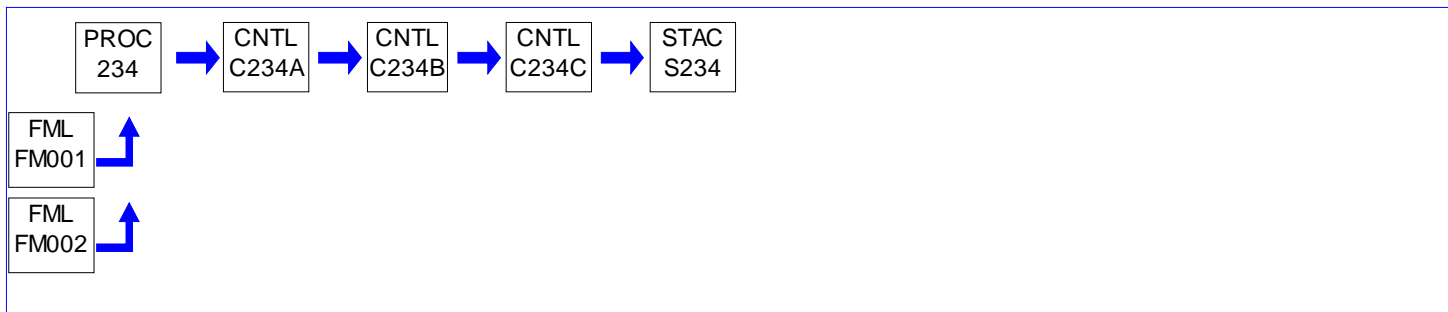 PROC
234
CNTL
C234A
CNTL
C234B
CNTL
C234C
STAC
S234
FML
FM001
FML
FM002